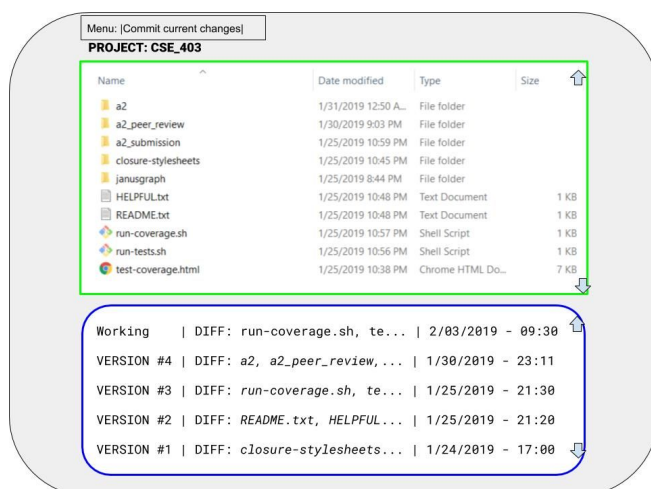 Menu: |Commit current changes|
PROJECT: CSE_403
Name Date modified Type Size
a2 1/31/2019 12:50 A... File folder
a2_peer_review 1/30/2019 9:03 PM File folder
a2_submission 1/25/2019 10:59 PM File folder
closure-stylesheets 1/25/2019 10:45 PM File folder
janusgraph 1/25/2019 8:44 PM File folder
HELPFUL.txt 1/25/2019 10:48 PM Text Document 1 KB
README.txt 1/25/2019 10:48 PM Text Document 1 KB
run-coverage.sh 1/25/2019 10:57 PM Shell Script 1 KB
run-tests.sh 1/25/2019 10:56 PM Shell Script 1 KB
test-coverage.html 1/25/2019 10:38 PM Chrome HTML Do... 7 KB
Working | DIFF: run-coverage.sh, te... | 2/03/2019 - 09:30
VERSION #4 | DIFF: a2, a2_peer_review,... | 1/30/2019 - 23:11
VERSION #3 | DIFF: run-coverage.sh, te... | 1/25/2019 - 21:30
VERSION #2 | DIFF: README.txt, HELPFUL... | 1/25/2019 - 21:20
VERSION #1 | DIFF: closure-stylesheets... | 1/24/2019 - 17:00